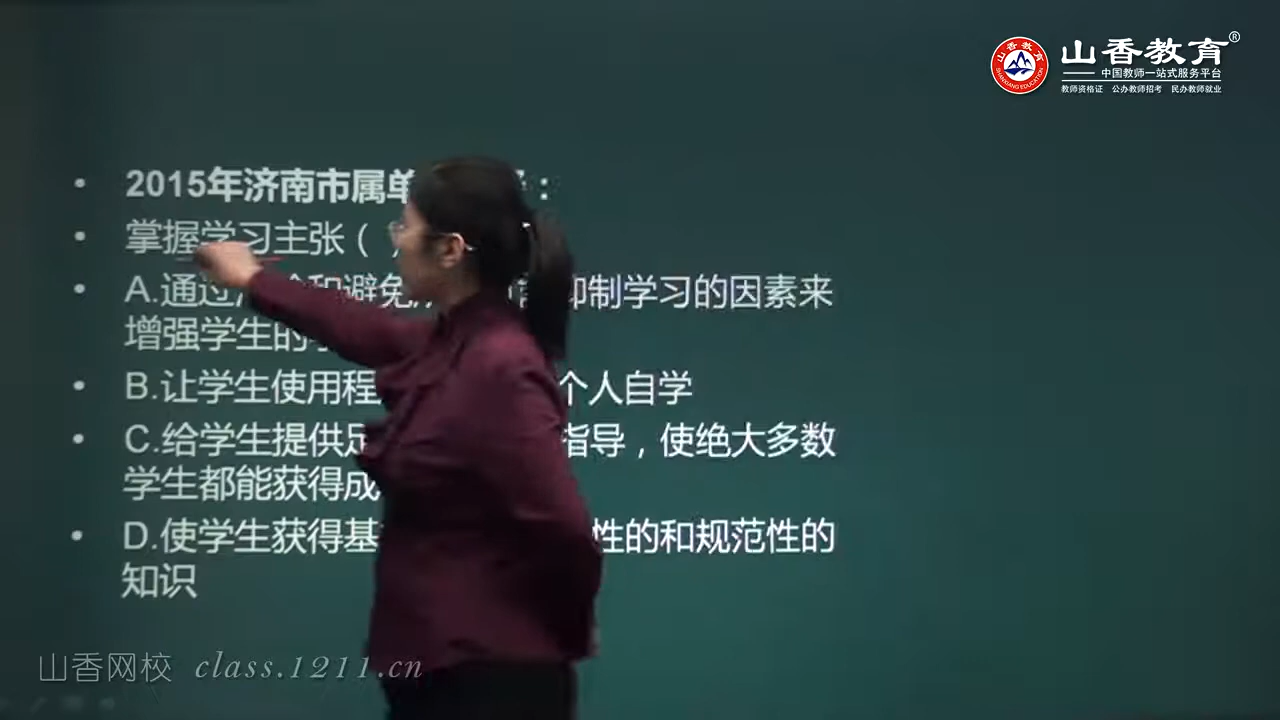 山香教育®
中国教师一站式服务平台
教师资格证 公办教师招考 民办教师就业
2015年济南市属单 ：
掌握学习主张（ ）
A.通过 和避免 抑制学习的因素来
增强学生的学
B.让学生使用程 个人自学
C.给学生提供足 指导，使绝大多数
学生都能获得成
D.使学生获得基 性的和规范性的
知识
山香网校 class.1211.cn